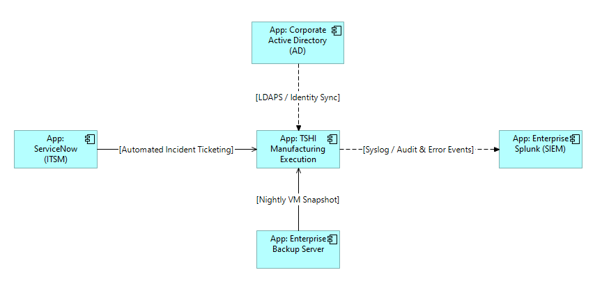 App: Corporate
Active Directory
(AD)
[LDAPS / Identity Sync]
App:
ServiceNow
(ITSM)
[Automated Incident Ticketing]
App: TSHI
Manufacturing
Execution
[Syslog / Audit & Error Events]
App: Enterprise
Splunk (SIEM)
[Nightly VM Snapshot]
App: Enterprise
Backup Server